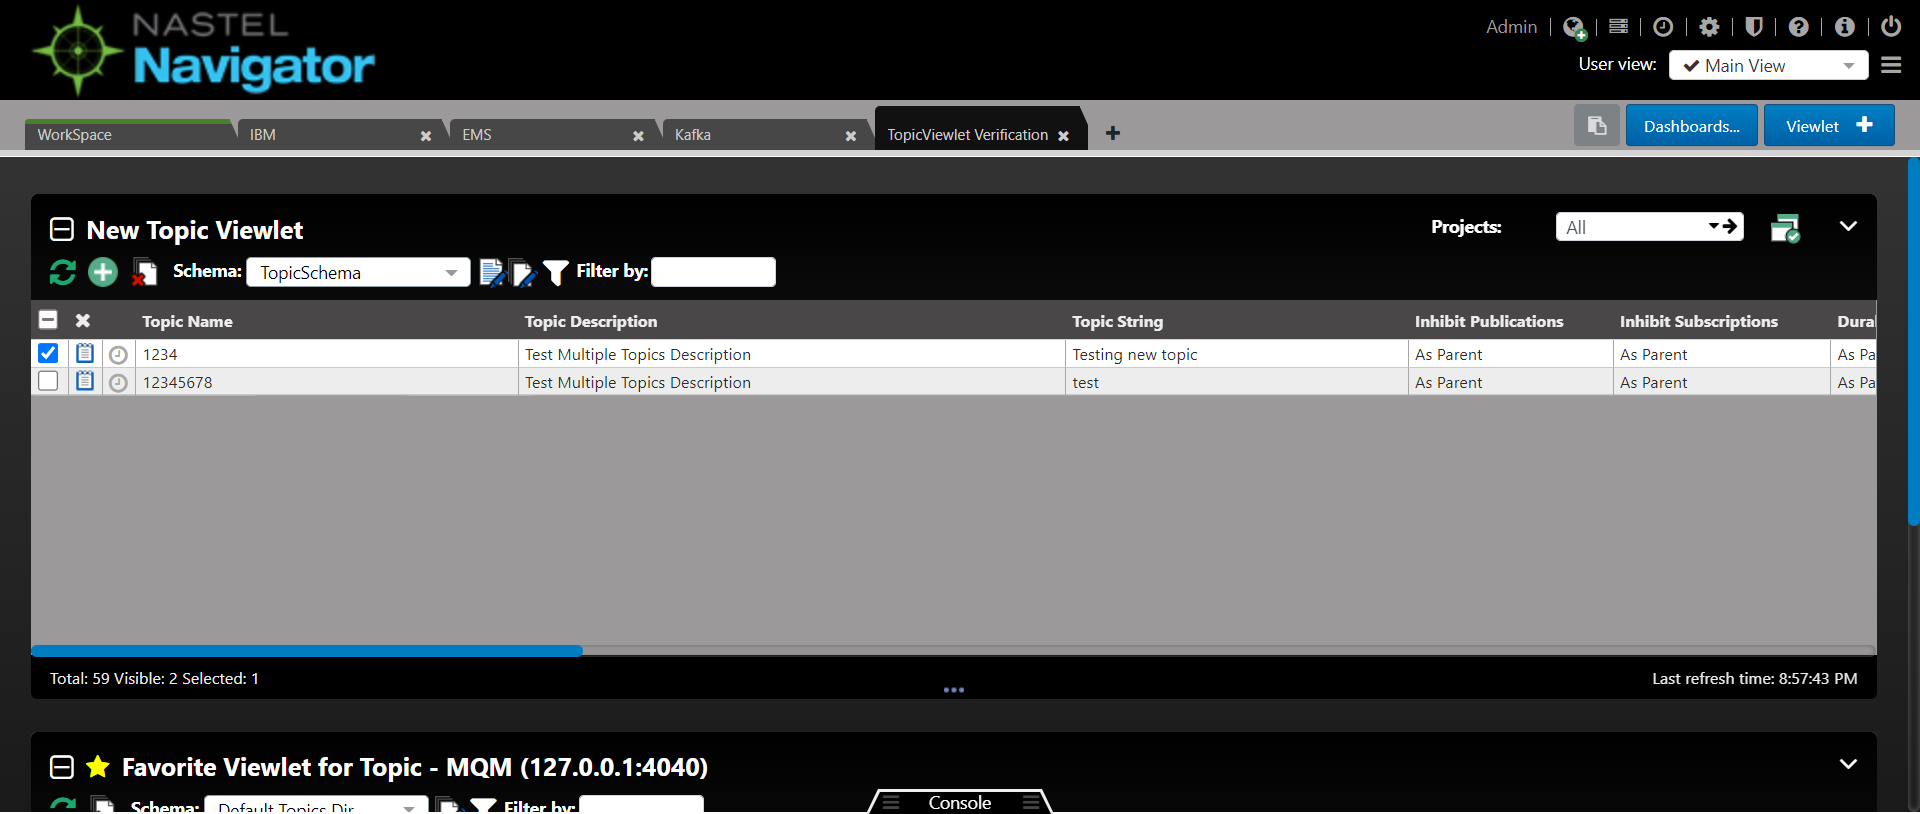 NASTEL
Navigator
Admin
User view: Main View
WorkSpace IBM EMS Kafka TopicViewlet Verification
Dashboards... Viewlet
New Topic Viewlet
Projects: All
Schema: TopicSchema Filter by:
Topic Name Topic Description Topic String Inhibit Publications Inhibit Subscriptions Dura
1234 Test Multiple Topics Description Testing new topic As Parent As Parent As Pa
12345678 Test Multiple Topics Description test As Parent As Parent As Pa
Total: 59 Visible: 2 Selected: 1
Last refresh time: 8:57:43 PM
Favorite Viewlet for Topic - MQM (127.0.0.1:4040)
Schema: Default Topics Dir Filter by:
Console